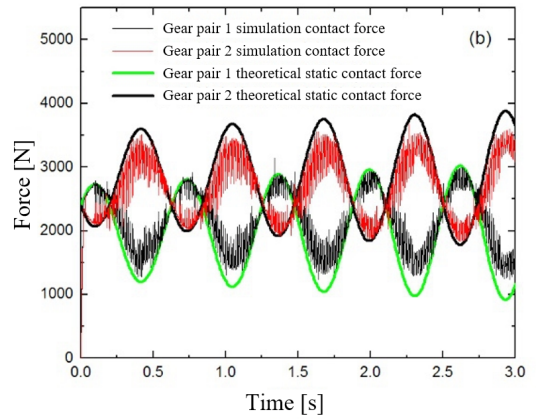 (b)
Gear pair 1 simulation contact force
Gear pair 2 simulation contact force
Gear pair 1 theoretical static contact force
Gear pair 2 theoretical static contact force
Force [N]
5000
4000
3000
2000
1000
0
0.0 0.5 1.0 1.5 2.0 2.5 3.0
Time [s]